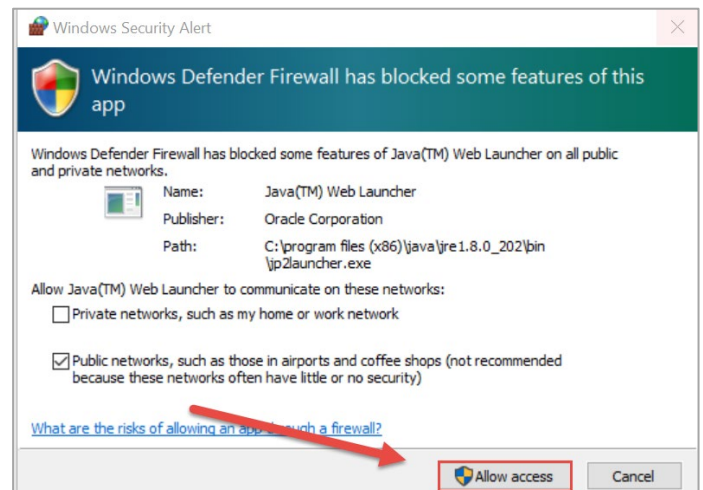 Windows Security Alert
Windows Defender Firewall has blocked some features of this
app
Windows Defender Firewall has blocked some features of Java(TM) Web Launcher on all public
and private networks.
Name: Java(TM) Web Launcher
Publisher: Oracle Corporation
Path: C:\program files (x86)\java\jre1.8.0_202\bin
\jp2launcher.exe
Allow Java(TM) Web Launcher to communicate on these networks:
Private networks, such as my home or work network
Public networks, such as those in airports and coffee shops (not recommended
because these networks often have little or no security)
What are the risks of allowing an app through a firewall?
Allow access Cancel